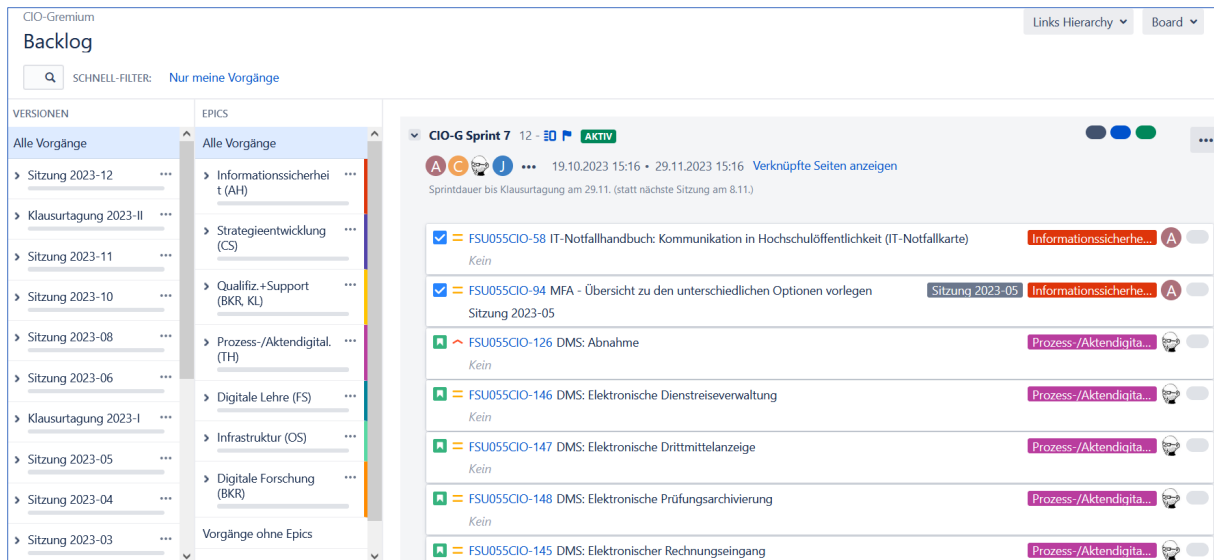 CIO-Gremium
Links Hierarchy
Board
Backlog
SCHNELL-FILTER: Nur meine Vorgänge
VERSIONEN
Alle Vorgänge
Sitzung 2023-12
Klausurtagung 2023-II
Sitzung 2023-11
Sitzung 2023-10
Sitzung 2023-08
Sitzung 2023-06
Klausurtagung 2023-I
Sitzung 2023-05
Sitzung 2023-04
Sitzung 2023-03
EPICS
Alle Vorgänge
Informationssicherhei
t (AH)
Strategieentwicklung
(CS)
Qualifiz.+Support
(BKR, KL)
Prozess-/Aktendigital.
(TH)
Digitale Lehre (FS)
Infrastruktur (OS)
Digitale Forschung
(BKR)
Vorgänge ohne Epics
CIO-G Sprint 7 12 - AKTIV
A C J ••• 19.10.2023 15:16 • 29.11.2023 15:16 Verknüpfte Seiten anzeigen
Sprintdauer bis Klausurtagung am 29.11. (statt nächste Sitzung am 8.11.)
FSU055CIO-58 IT-Notfallhandbuch: Kommunikation in Hochschulöffentlichkeit (IT-Notfallkarte) Informationssicherhe... A
Kein
FSU055CIO-94 MFA - Übersicht zu den unterschiedlichen Optionen vorlegen Sitzung 2023-05 Informationssicherhe... A
Sitzung 2023-05
FSU055CIO-126 DMS: Abnahme Prozess-/Aktendigita...
Kein
FSU055CIO-146 DMS: Elektronische Dienstreiseverwaltung Prozess-/Aktendigita...
Kein
FSU055CIO-147 DMS: Elektronische Drittmittelanzeige Prozess-/Aktendigita...
Kein
FSU055CIO-148 DMS: Elektronische Prüfungsarchivierung Prozess-/Aktendigita...
Kein
FSU055CIO-145 DMS: Elektronischer Rechnungseingang Prozess-/Aktendigita...